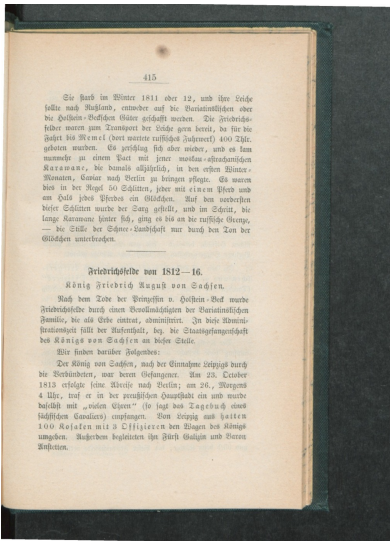 415
Sie starb im Winter 1811 oder 12, und ihre Leiche
sollte nach Rußland, entweder auf die Bariatinskischen oder
die Holstein-Beckschen Güter geschafft werden. Die Friedrichs-
felder waren zum Transport der Leiche gern bereit, da für die
Fahrt bis Memel (dort wartete russisches Fuhrwerk) 400 Thlr.
geboten wurden. Es zerschlug sich aber wieder, und es kam
nunmehr zu einem Pact mit jener moskau-astrachanischen
Karawane, die damals alljährlich, in den ersten Winter-
Monaten, Caviar nach Berlin zu bringen pflegte. Es waren
dies in der Regel 50 Schlitten, jeder mit einem Pferd und
am Hals jedes Pferdes ein Glöckchen. Auf den vordersten
dieser Schlitten wurde der Sarg gestellt, und im Schritt, die
lange Karawane hinter sich, ging es bis an die russische Grenze,
— die Stille der Schnee-Landschaft nur durch den Ton der
Glöckchen unterbrochen.
Friedrichsfelde von 1812—16.
König Friedrich August von Sachsen.
Nach dem Tode der Prinzessin v. Holstein-Beck wurde
Friedrichsfelde durch einen Bevollmächtigten der Bariatinskischen
Familie, die als Erbe eintrat, administrirt. In diese Admini-
strationszeit fällt der Aufenthalt, bez. die Staatsgefangenschaft
des Königs von Sachsen an dieser Stelle.
Wir finden darüber Folgendes:
Der König von Sachsen, nach der Einnahme Leipzigs durch
die Verbündeten, war deren Gefangener. Am 23. October
1813 erfolgte seine Abreise nach Berlin; am 26., Morgens
4 Uhr, traf er in der preußischen Hauptstadt ein und wurde
daselbst mit „vielen Ehren“ (so sagt das Tagebuch eines
sächsischen Cavaliers) empfangen. Von Leipzig aus hatten
100 Kosaken mit 3 Offizieren den Wagen des Königs
umgeben. Außerdem begleiteten ihn Fürst Galizin und Baron
Anstetten.